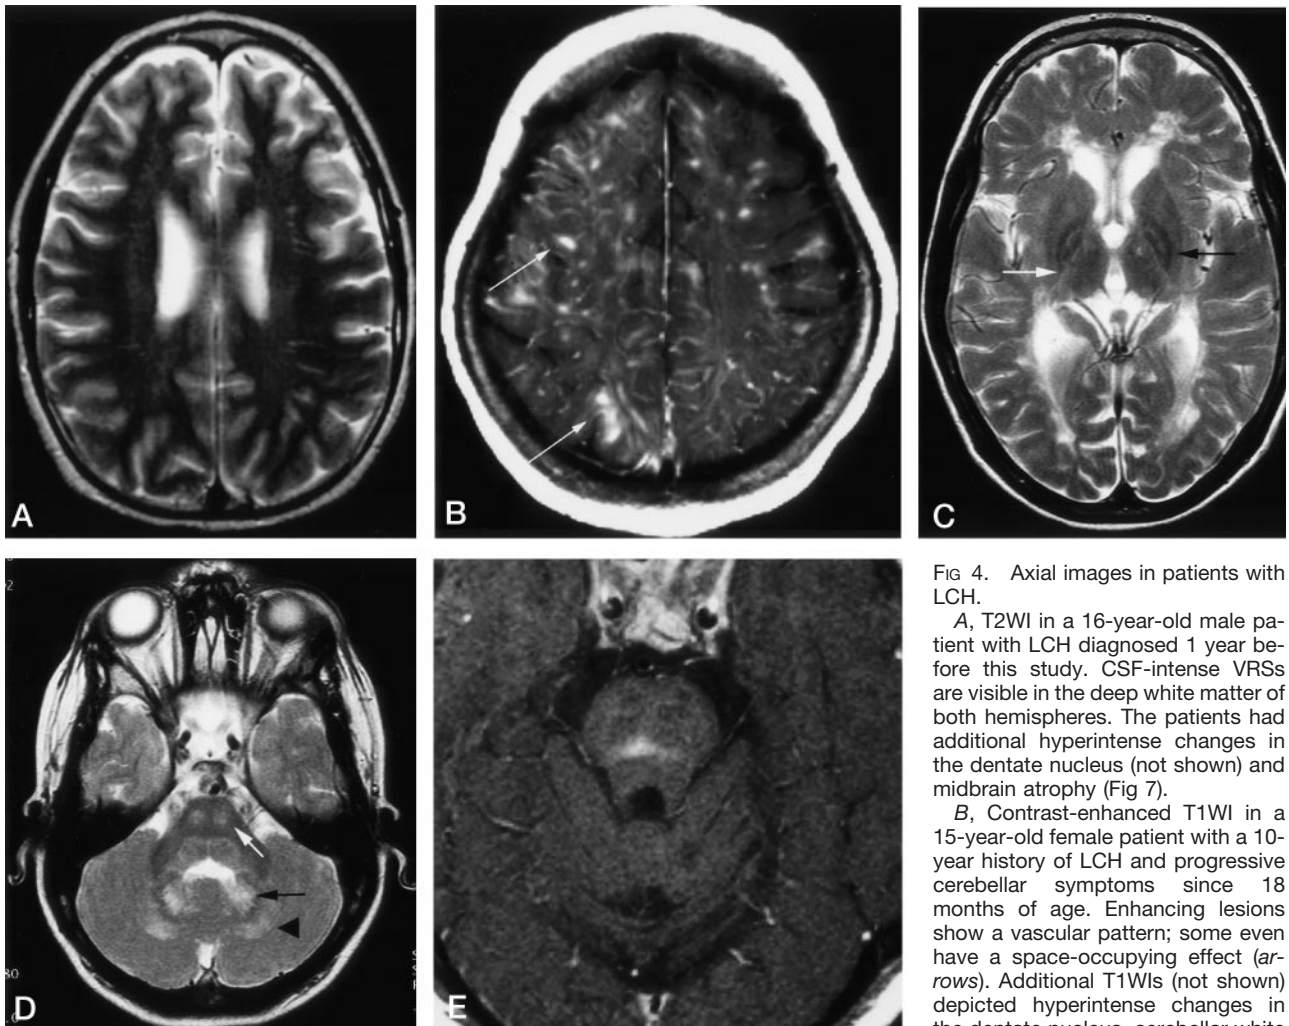 A
B
C
D
E
FIG 4. Axial images in patients with
LCH.
A, T2WI in a 16-year-old male pa-
tient with LCH diagnosed 1 year be-
fore this study. CSF-intense VRSs
are visible in the deep white matter of
both hemispheres. The patients had
additional hyperintense changes in
the dentate nucleus (not shown) and
midbrain atrophy (Fig 7).
B, Contrast-enhanced T1WI in a
15-year-old female patient with a 10-
year history of LCH and progressive
cerebellar symptoms since 18
months of age. Enhancing lesions
show a vascular pattern; some even
have a space-occupying effect (ar-
rows). Additional T1WIs (not shown)
depicted hyperintense changes in
the dentate nucleus, cerebellar white